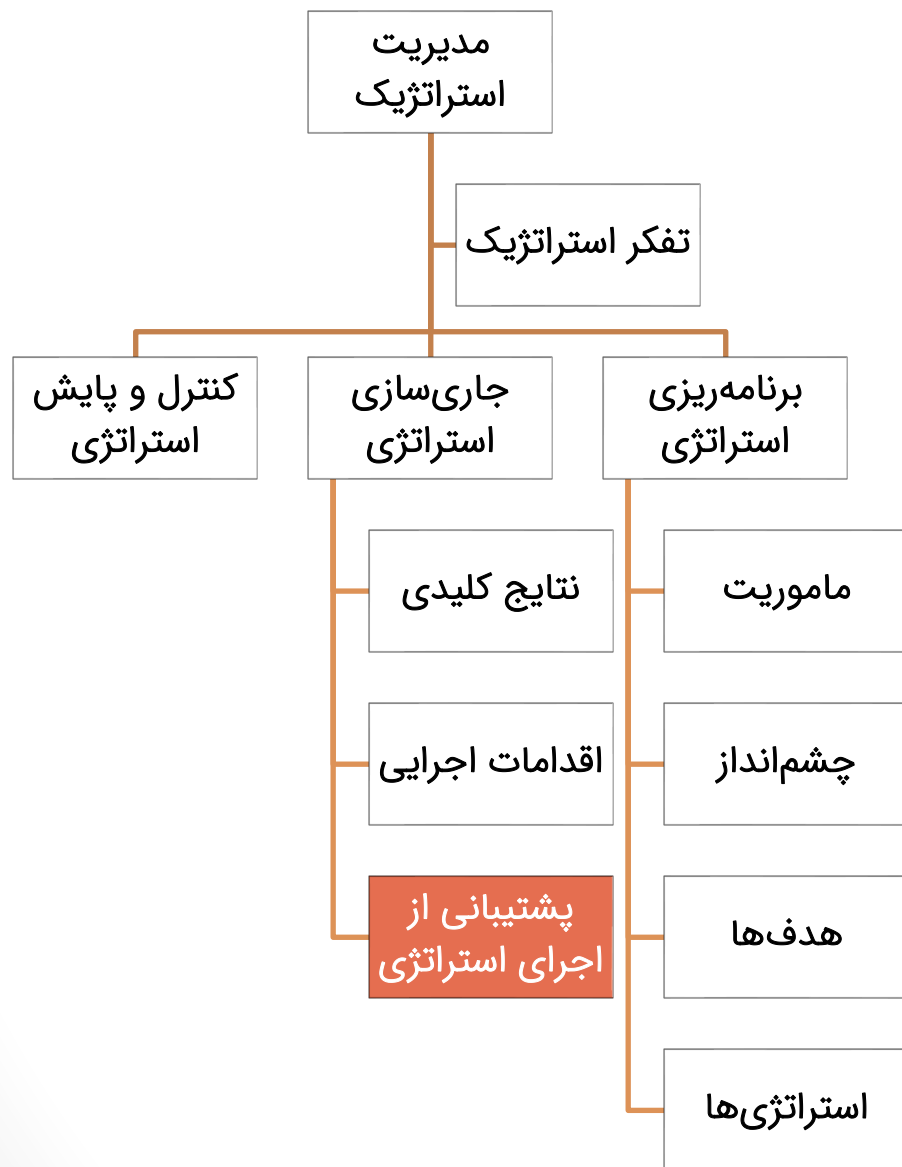 مدیریت
استراتژیک
تفکر استراتژیک
برنامه‌ریزی
استراتژی
جاری‌سازی
استراتژی
کنترل و پایش
استراتژی
ماموریت
چشم‌انداز
هدف‌ها
استراتژی‌ها
نتایج کلیدی
اقدامات اجرایی
پشتیبانی از
اجرای استراتژی